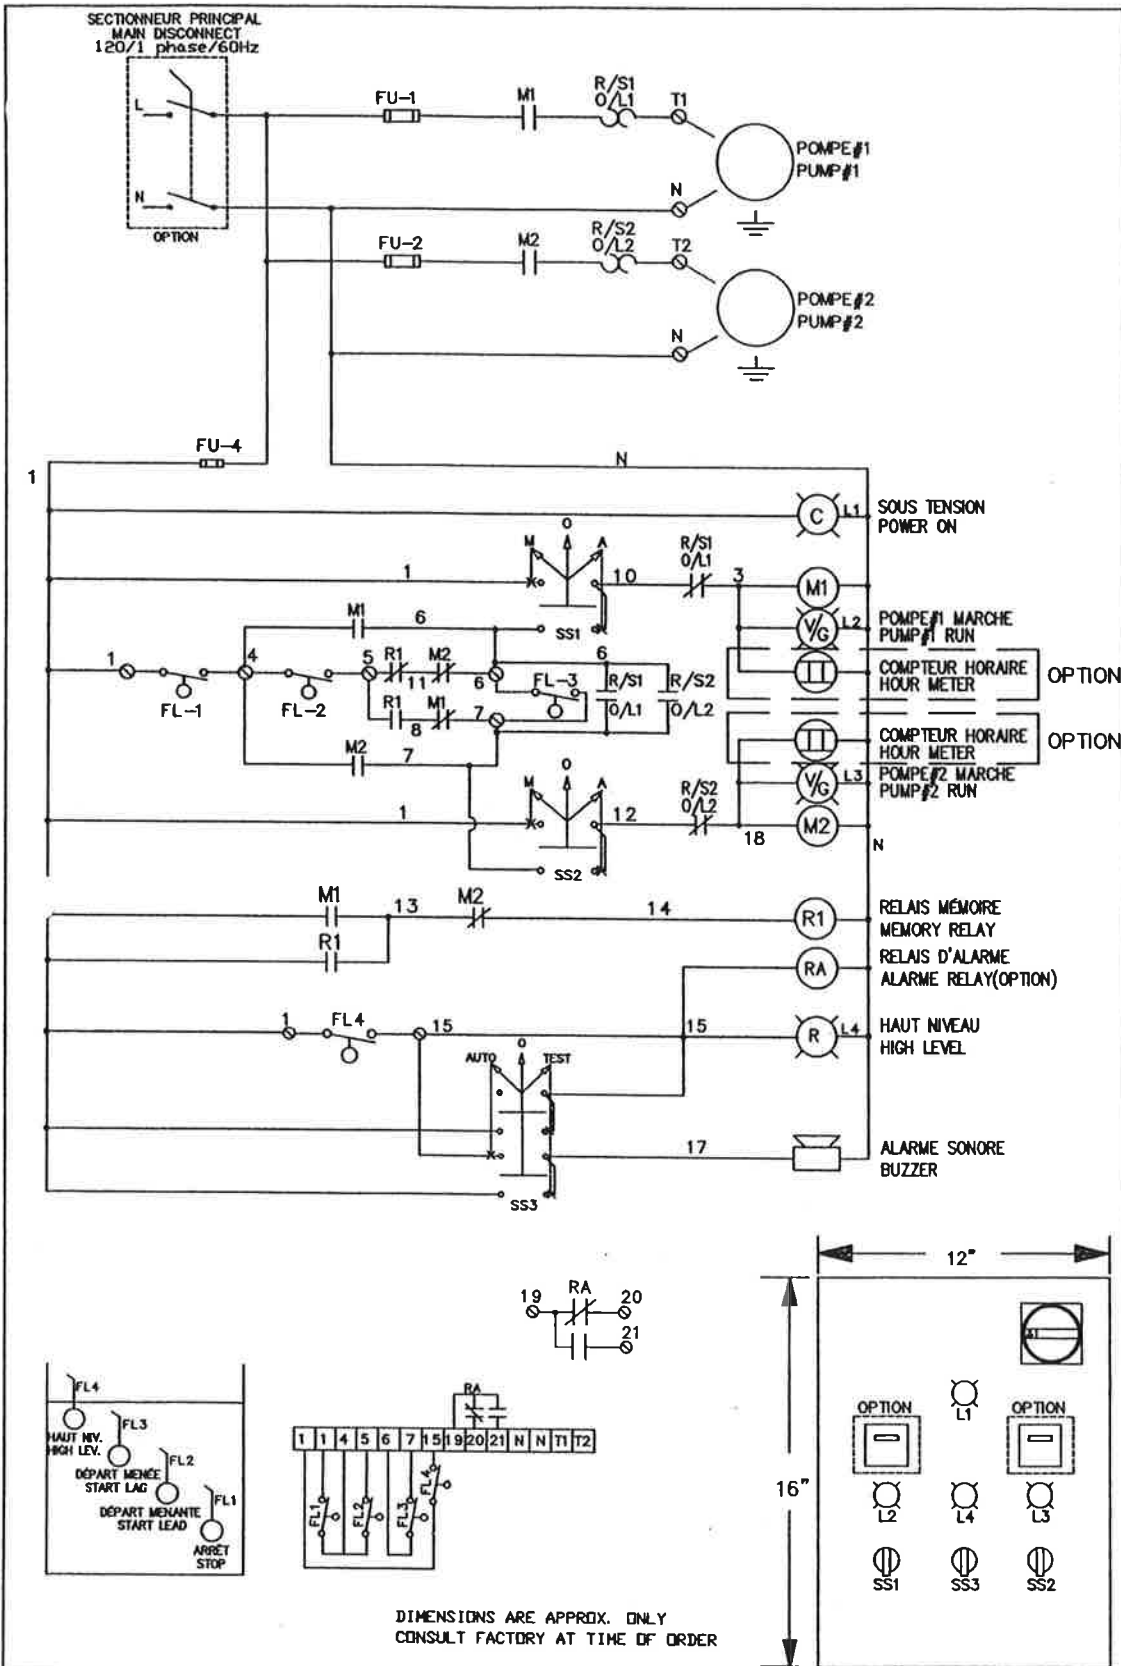 SECTIONNEUR PRINCIPAL
MAIN DISCONNECT
120/1 phase/60Hz
L
N
OPTION
FU-1
M1
R/S1
O/L1
T1
N
POMPE#1
PUMP#1
FU-2
M2
R/S2
O/L2
T2
N
POMPE#2
PUMP#2
FU-4
1
N
C
L1
SOUS TENSION
POWER ON
1
M
O
A
SS1
10
R/S1
O/L1
3
M1
V/G
L2
POMPE#1 MARCHE
PUMP#1 RUN
COMPTEUR HORAIRE
HOUR METER
OPTION
M1
6
1
FL-1
4
FL-2
5
R1
11
M2
6
FL-3
6
R/S1
O/L1
R/S2
O/L2
R1
8
M1
7
M2
7
COMPTEUR HORAIRE
HOUR METER
OPTION
V/G
L3
POMPE#2 MARCHE
PUMP#2 RUN
1
M
O
A
SS2
12
R/S2
O/L2
18
M2
N
M1
13
M2
14
R1
RELAIS MÉMOIRE
MEMORY RELAY
R1
RA
RELAIS D'ALARME
ALARME RELAY(OPTION)
1
FL4
15
15
R
L4
HAUT NIVEAU
HIGH LEVEL
AUTO
O
TEST
SS3
17
ALARME SONORE
BUZZER
19
RA
20
21
FL4
HAUT NIV.
HIGH LEV.
FL3
DÉPART MENÉE
START LAG
FL2
DÉPART MENANTE
START LEAD
FL1
ARRÊT
STOP
RA
1 1 4 5 6 7 15 19 20 21 N N T1 T2
FL1
FL2
FL3
FL4
12"
16"
L1
OPTION
OPTION
L2
L4
L3
SS1
SS3
SS2
DIMENSIONS ARE APPROX. ONLY
CONSULT FACTORY AT TIME OF ORDER